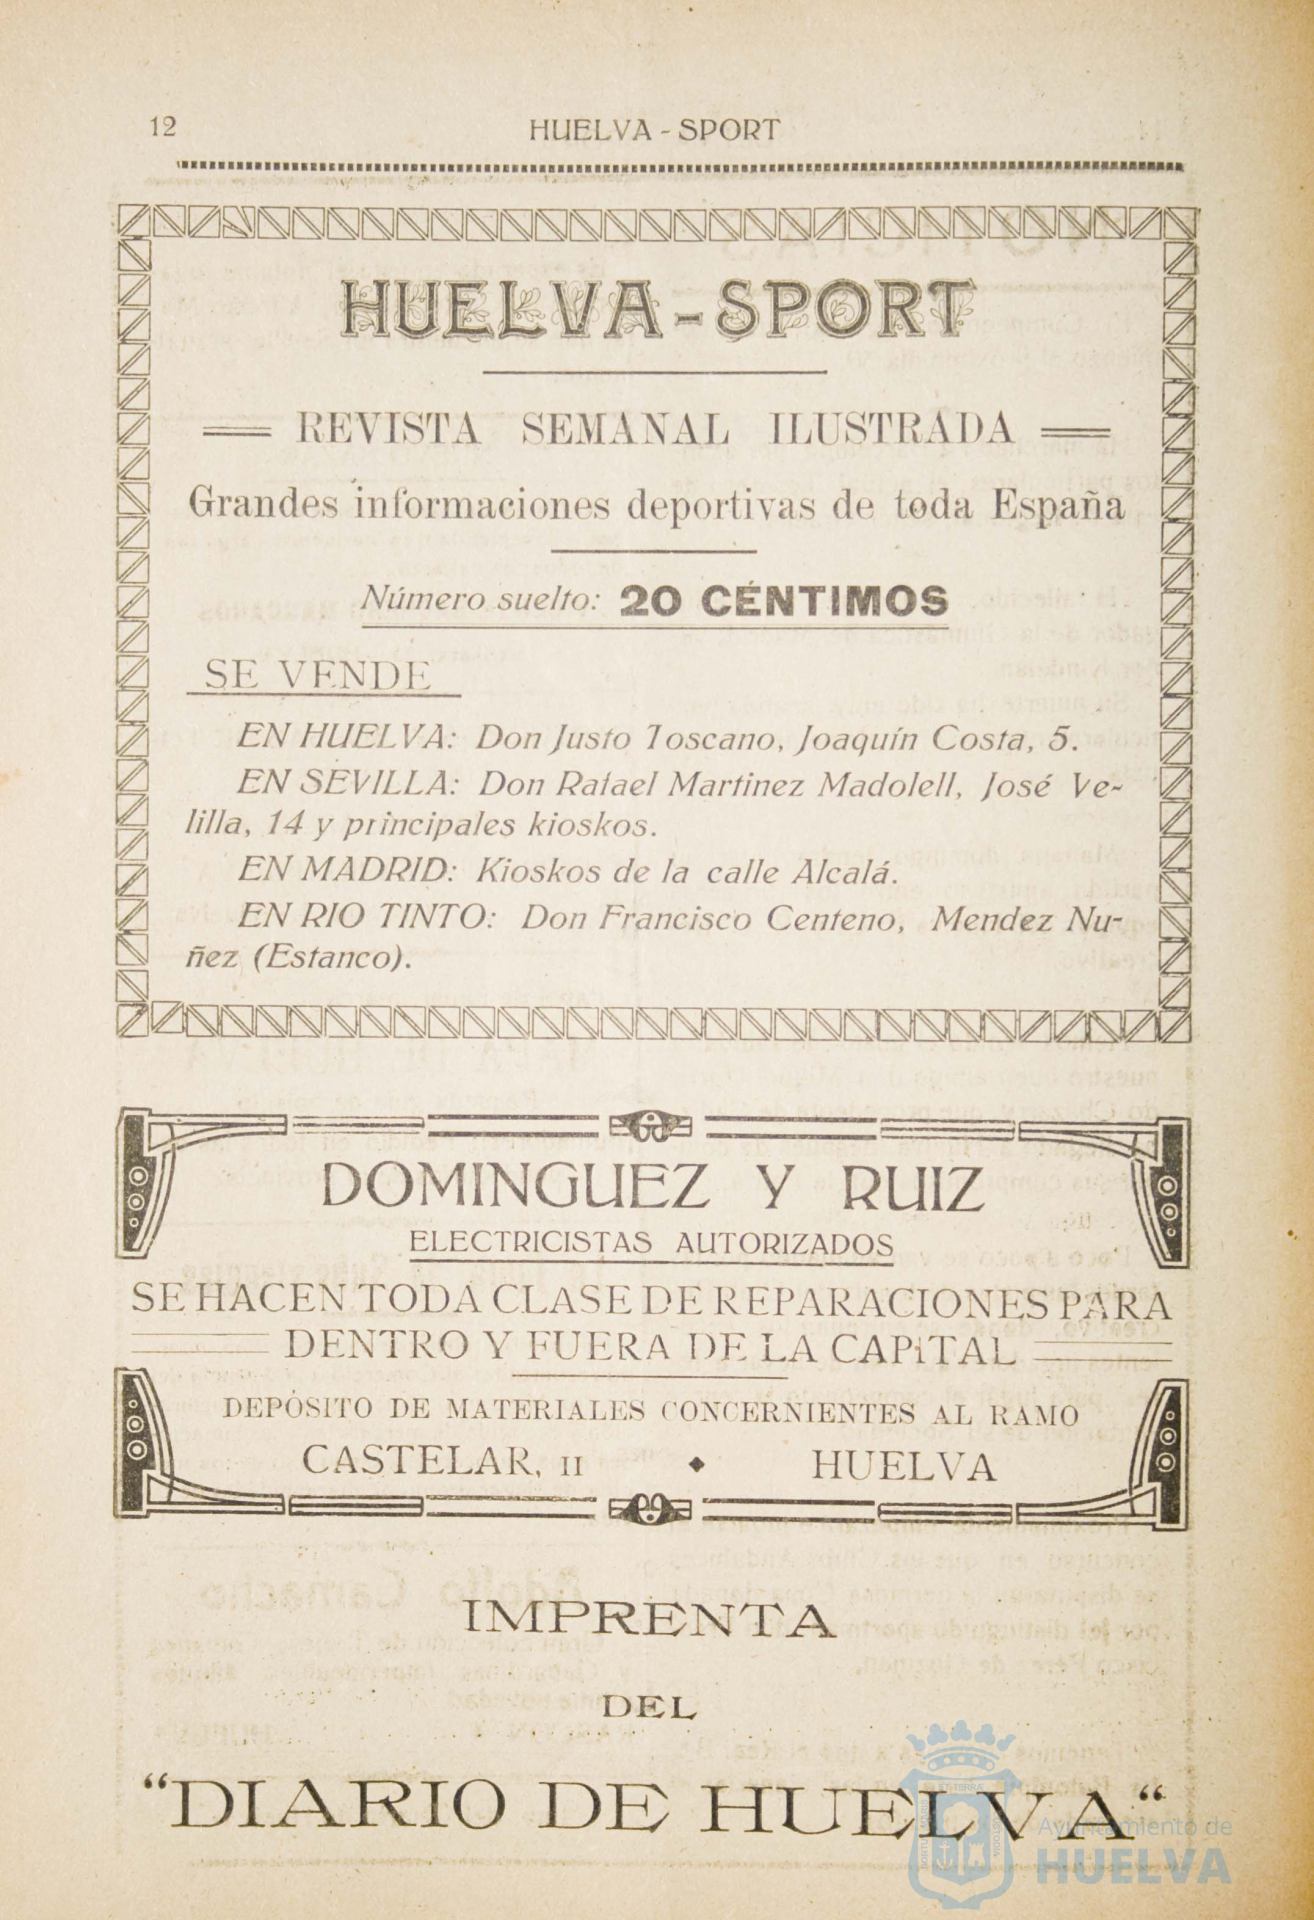 12
HUELVA - SPORT
HUELVA - SPORT
REVISTA SEMANAL ILUSTRADA
Grandes informaciones deportivas de toda España
Número suelto: 20 CÉNTIMOS
SE VENDE
EN HUELVA: Don Justo Toscano, Joaquín Costa, 5.
EN SEVILLA: Don Rafael Martinez Madolell, José Ve-
lilla, 14 y principales kioskos.
EN MADRID: Kioskos de la calle Alcalá.
EN RIO TINTO: Don Francisco Centeno, Mendez Nu-
ñez (Estanco).
DOMINGUEZ Y RUIZ
ELECTRICISTAS AUTORIZADOS
SE HACEN TODA CLASE DE REPARACIONES PARA
DENTRO Y FUERA DE LA CAPiTAL
DEPÓSITO DE MATERIALES CONCERNIENTES AL RAMO
CASTELAR, II ◆ HUELVA
IMPRENTA
DEL
“DIARIO DE HUELVA“
Ayuntamiento de
HUELVA